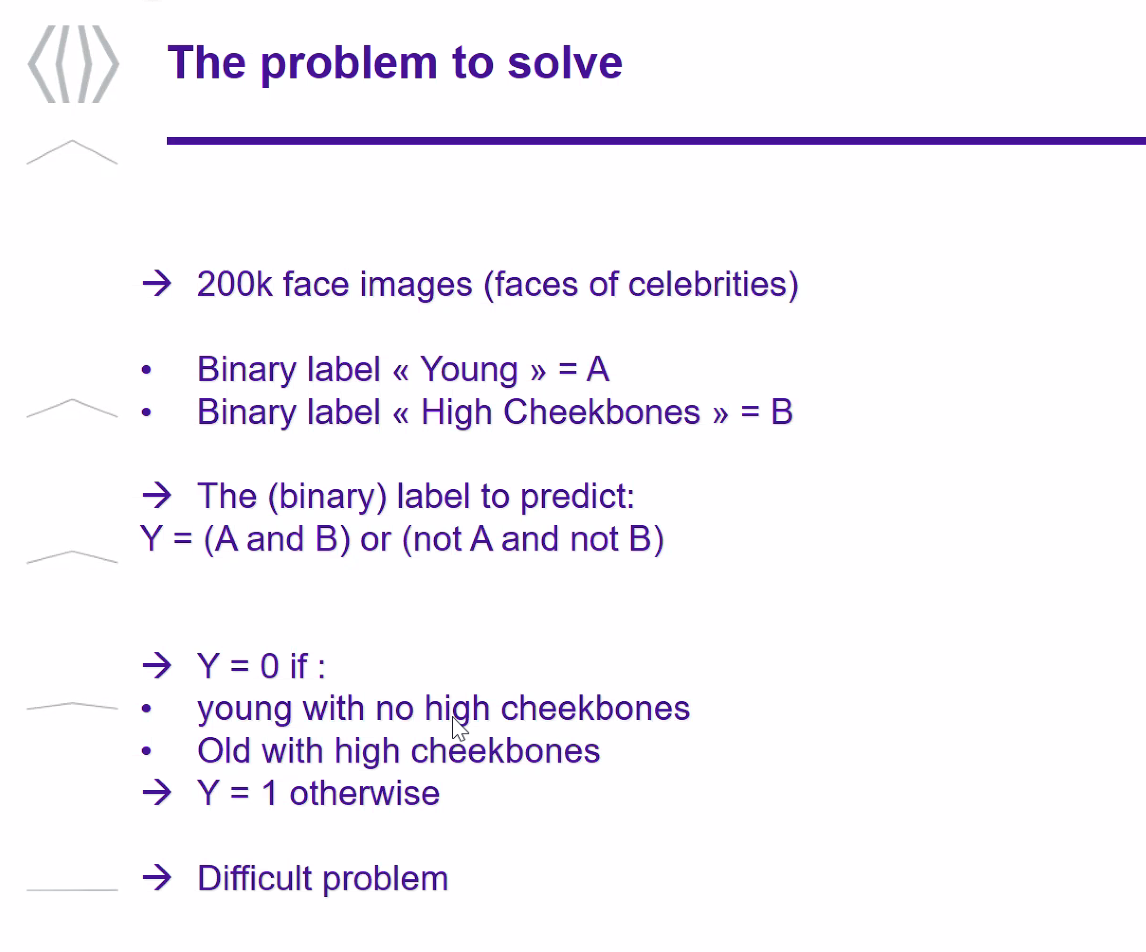 The problem to solve
→ 200k face images (faces of celebrities)
• Binary label « Young » = A
• Binary label « High Cheekbones » = B
→ The (binary) label to predict:
Y = (A and B) or (not A and not B)
→ Y = 0 if :
• young with no high cheekbones
• Old with high cheekbones
→ Y = 1 otherwise
→ Difficult problem